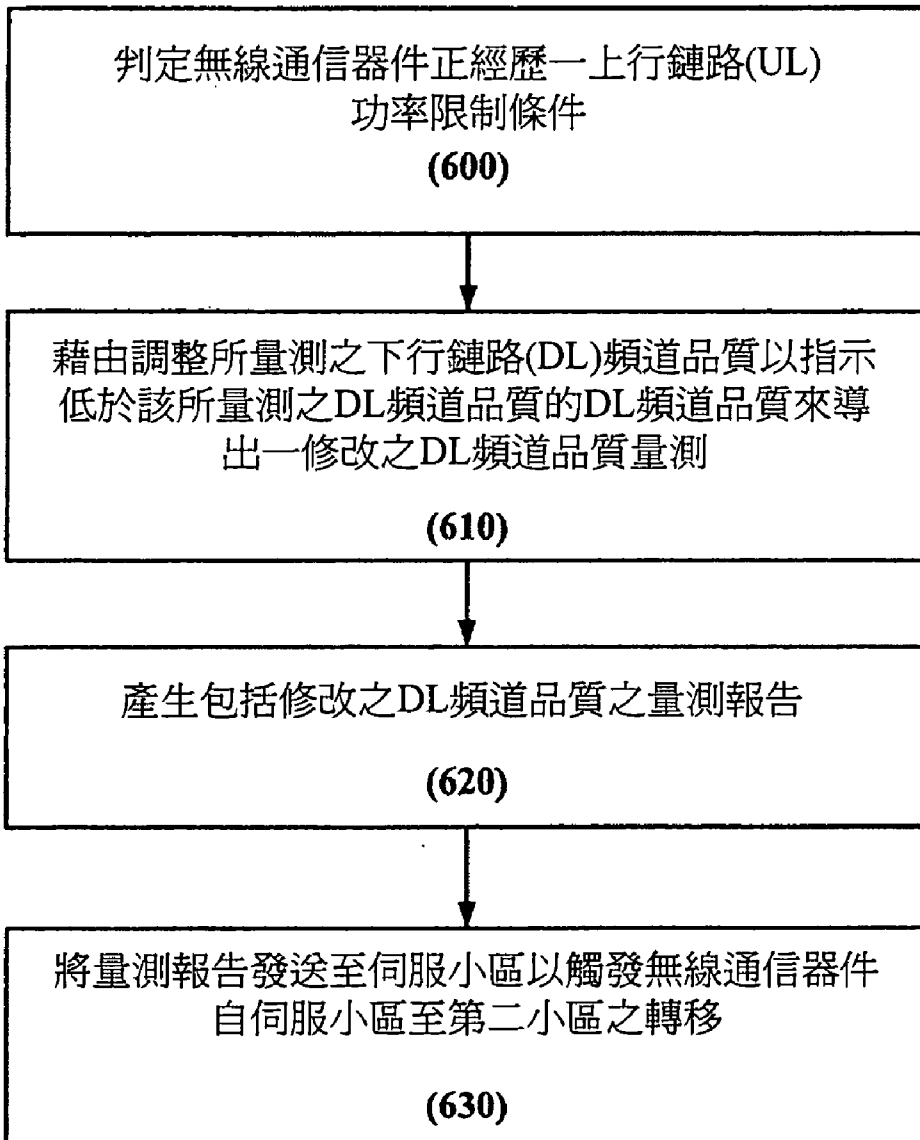 判定無線通信器件正經歷一上行鏈路(UL)
功率限制條件
(600)
藉由調整所量測之下行鏈路(DL)頻道品質以指示
低於該所量測之DL頻道品質的DL頻道品質來導
出一修改之DL頻道品質量測
(610)
產生包括修改之DL頻道品質之量測報告
(620)
將量測報告發送至伺服小區以觸發無線通信器件
自伺服小區至第二小區之轉移
(630)